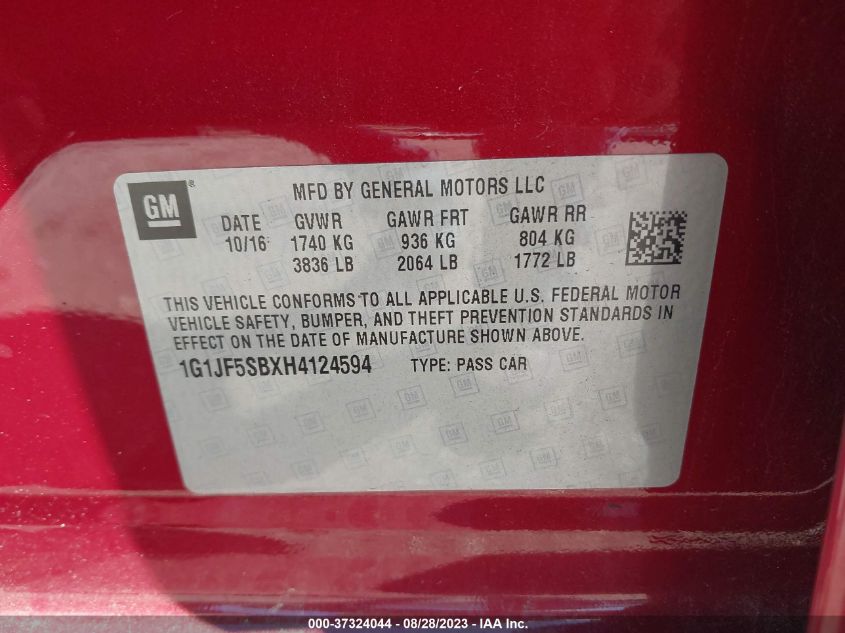 GM ®
MFD BY GENERAL MOTORS LLC
DATE GVWR GAWR FRT GAWR RR
10/16 1740 KG 936 KG 804 KG
3836 LB 2064 LB 1772 LB
THIS VEHICLE CONFORMS TO ALL APPLICABLE U.S. FEDERAL MOTOR
VEHICLE SAFETY, BUMPER, AND THEFT PREVENTION STANDARDS IN
EFFECT ON THE DATE OF MANUFACTURE SHOWN ABOVE.
1G1JF5SBXH4124594 TYPE: PASS CAR
000-37324044 / 08/28/2023 - IAA Inc.